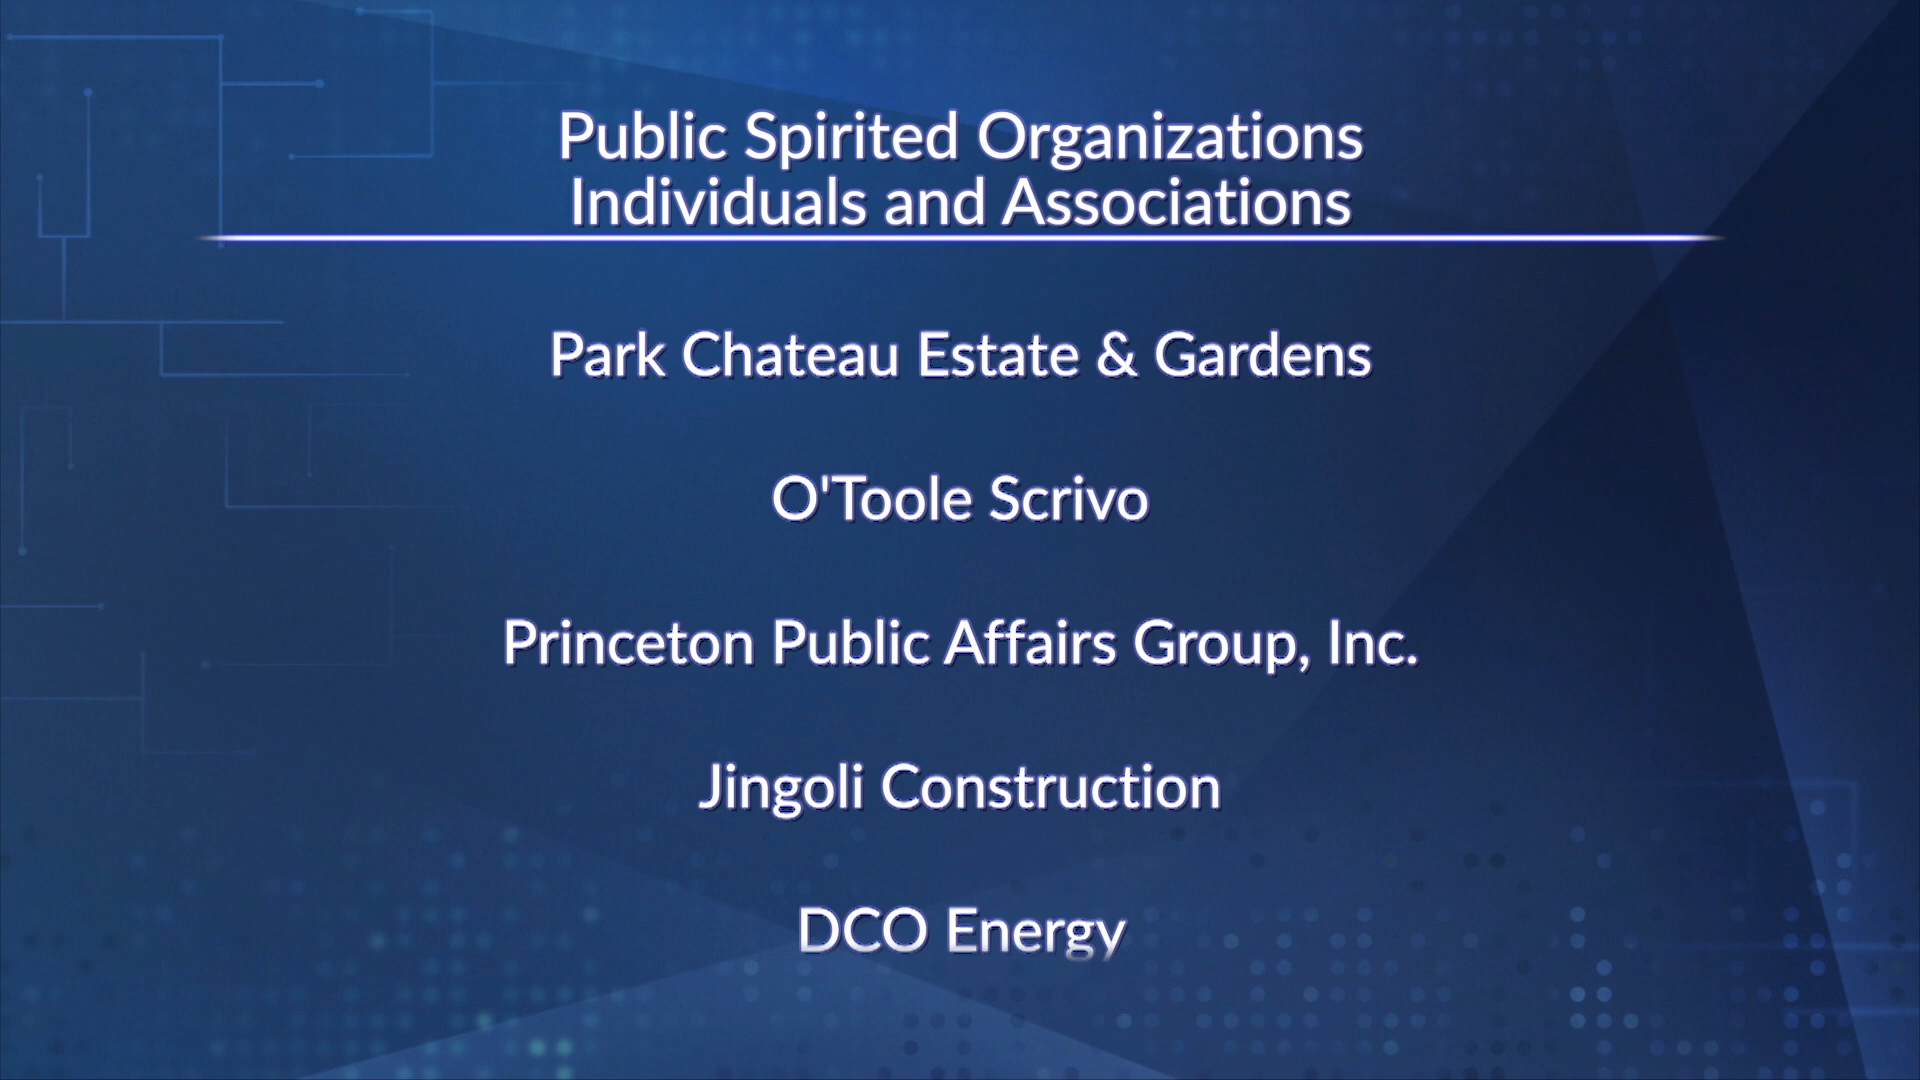 Public Spirited Organizations
Individuals and Associations
Park Chateau Estate & Gardens
O'Toole Scrivo
Princeton Public Affairs Group, Inc.
Jingoli Construction
DCO Energy